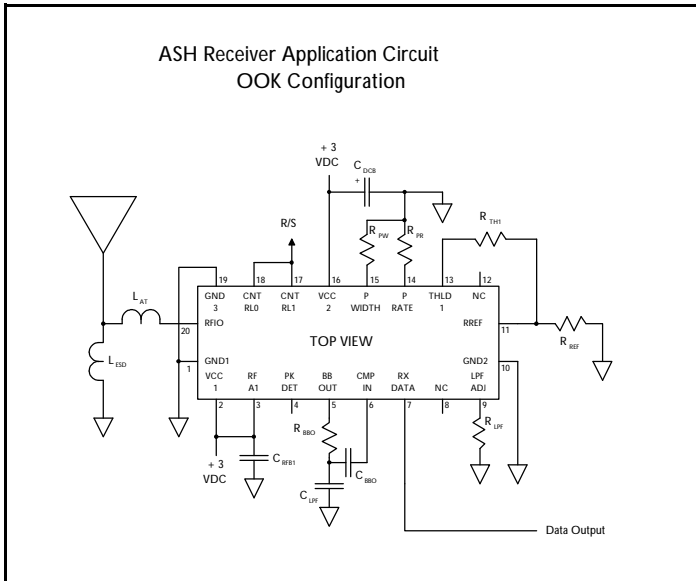 ASH Receiver Application Circuit
OOK Configuration
+ 3
VDC
C DCB
+
R/S
R PW
R PR
R TH1
19
18
17
16
15
14
13
12
GND
3
CNT
RL0
CNT
RL1
VCC
2
P
WIDTH
P
RATE
THLD
1
NC
L AT
20
RFIO
RREF
11
TOP VIEW
R REF
L ESD
1
GND1
GND2
10
VCC
1
RF
A1
PK
DET
BB
OUT
CMP
IN
RX
DATA
NC
LPF
ADJ
2
3
4
5
6
7
8
9
R BBO
R LPF
+ 3
VDC
C RFB1
C BBO
C LPF
Data Output